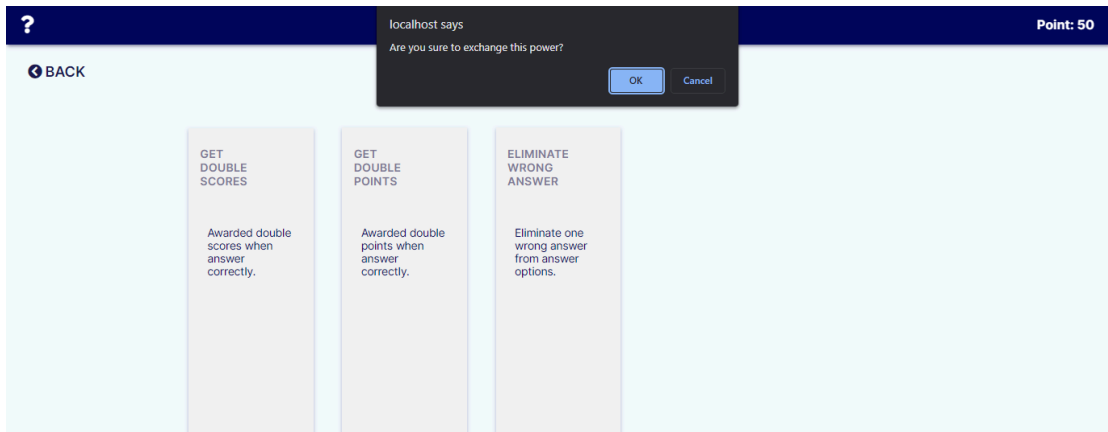 ?
localhost says
Point: 50
Are you sure to exchange this power?
BACK
OK
Cancel
GET
DOUBLE
SCORES
Awarded double
scores when
answer
correctly.
GET
DOUBLE
POINTS
Awarded double
points when
answer
correctly.
ELIMINATE
WRONG
ANSWER
Eliminate one
wrong answer
from answer
options.